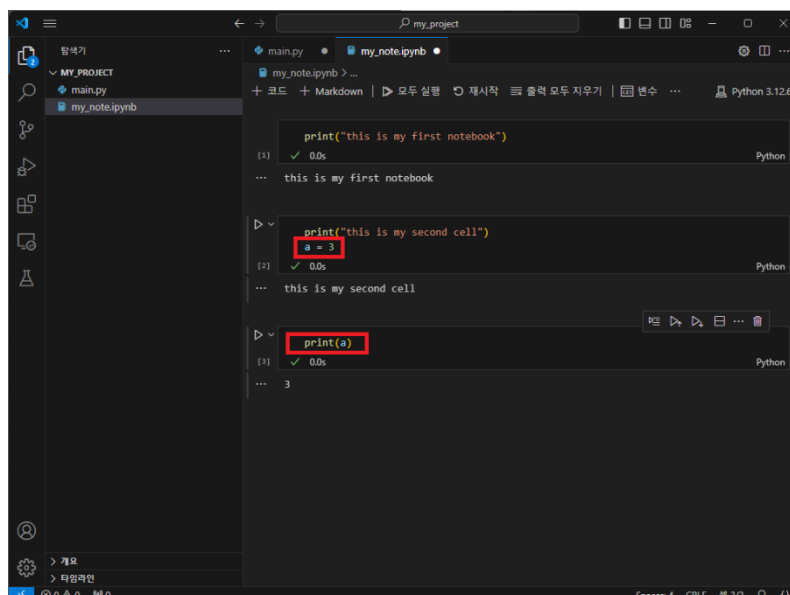 my_project
탐색기
main.py
my_note.ipynb
MY_PROJECT
main.py
my_note.ipynb
2
my_note.ipynb > ...
+ 코드 + Markdown | 모두 실행 재시작 출력 모두 지우기 | 변수 ... Python 3.12.6
print("this is my first notebook")
[1] 0.0s Python
... this is my first notebook
print("this is my second cell")
a = 3
[2] 0.0s Python
... this is my second cell
print(a)
[3] 0.0s Python
... 3
개요
타임라인